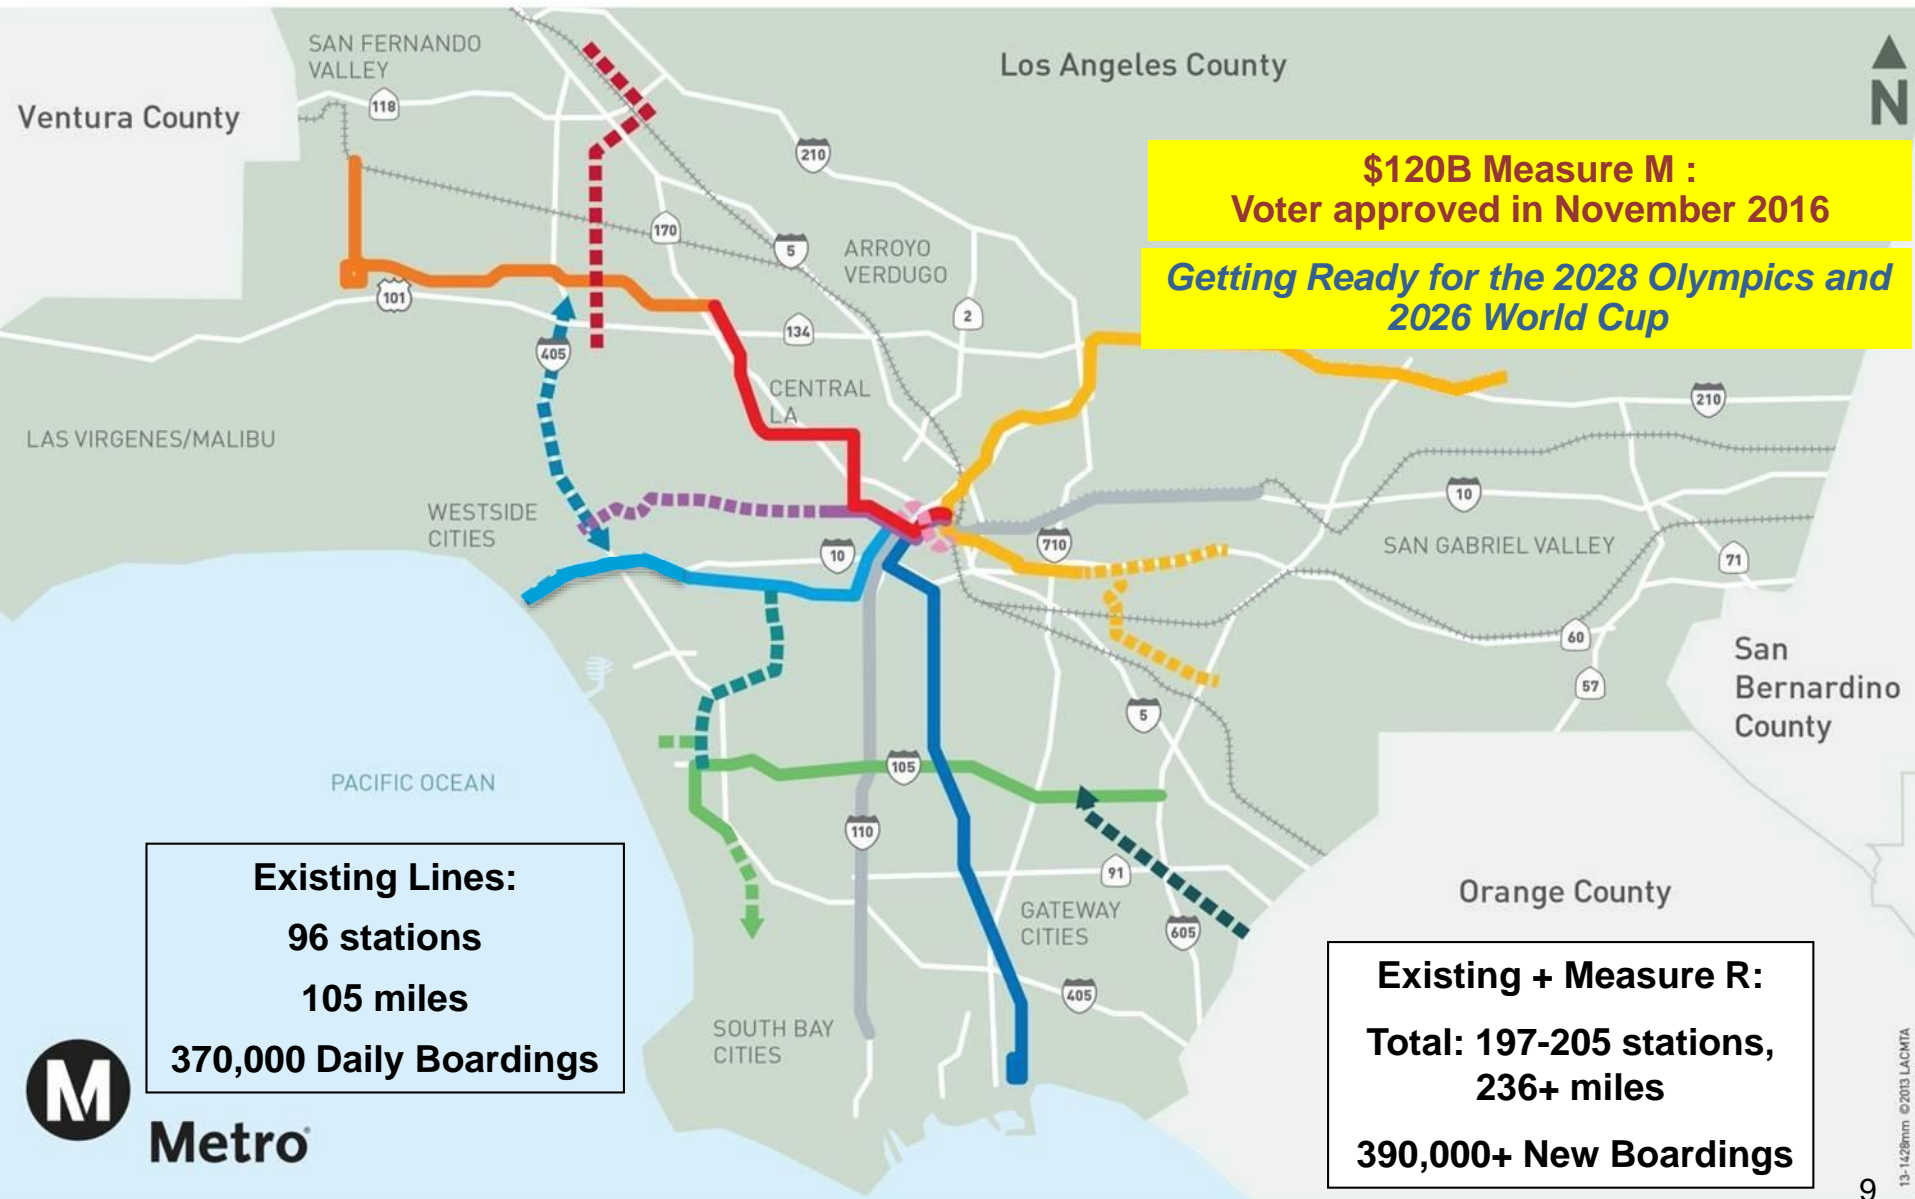 SAN FERNANDO
VALLEY
Los Angeles County
N
Ventura County
118
210
$120B Measure M :
Voter approved in November 2016
170
5
ARROYO
VERDUGO
Getting Ready for the 2028 Olympics and
2026 World Cup
101
2
134
405
CENTRAL
LA
210
LAS VIRGENES/MALIBU
10
WESTSIDE
CITIES
10
710
SAN GABRIEL VALLEY
71
60
San
Bernardino
County
57
5
105
PACIFIC OCEAN
110
91
Existing Lines:
96 stations
105 miles
370,000 Daily Boardings
GATEWAY
CITIES
605
Orange County
405
SOUTH BAY
CITIES
Existing + Measure R:
Total: 197-205 stations,
236+ miles
390,000+ New Boardings
M
Metro
13-1428mm ©2013 LACMTA
9